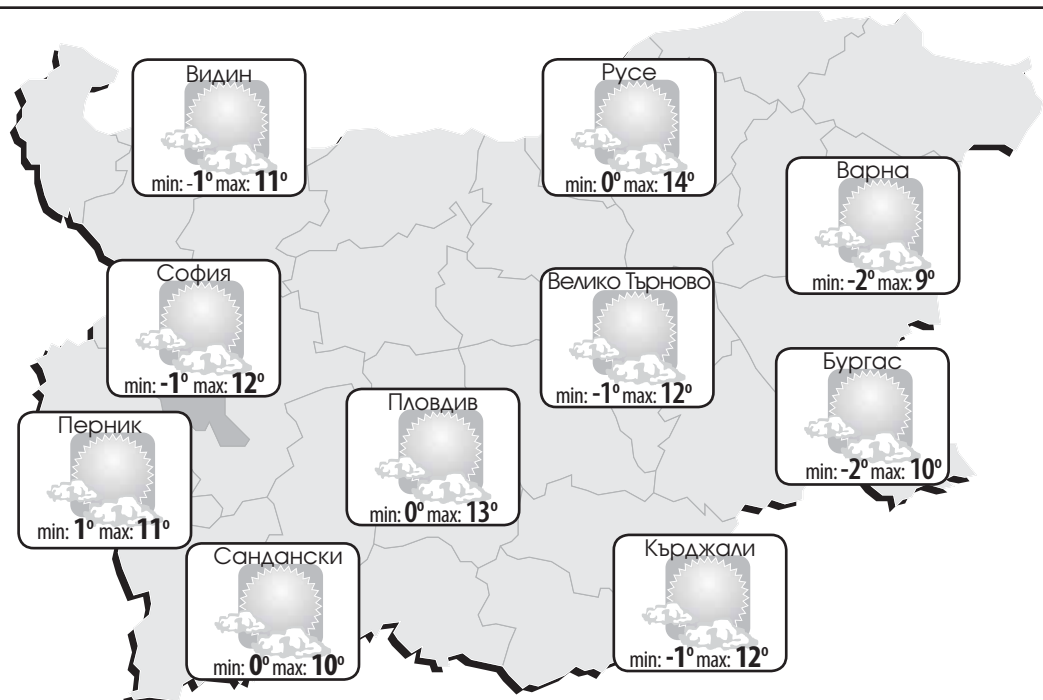 Видин
min: -1° max: 11°
Русе
min: 0° max: 14°
Варна
min: -2° max: 9°
София
min: -1° max: 12°
Велико Търново
min: -1° max: 12°
Бургас
min: -2° max: 10°
Пловдив
min: 0° max: 13°
Перник
min: 1° max: 11°
Сандански
min: 0° max: 10°
Кърджали
min: -1° max: 12°